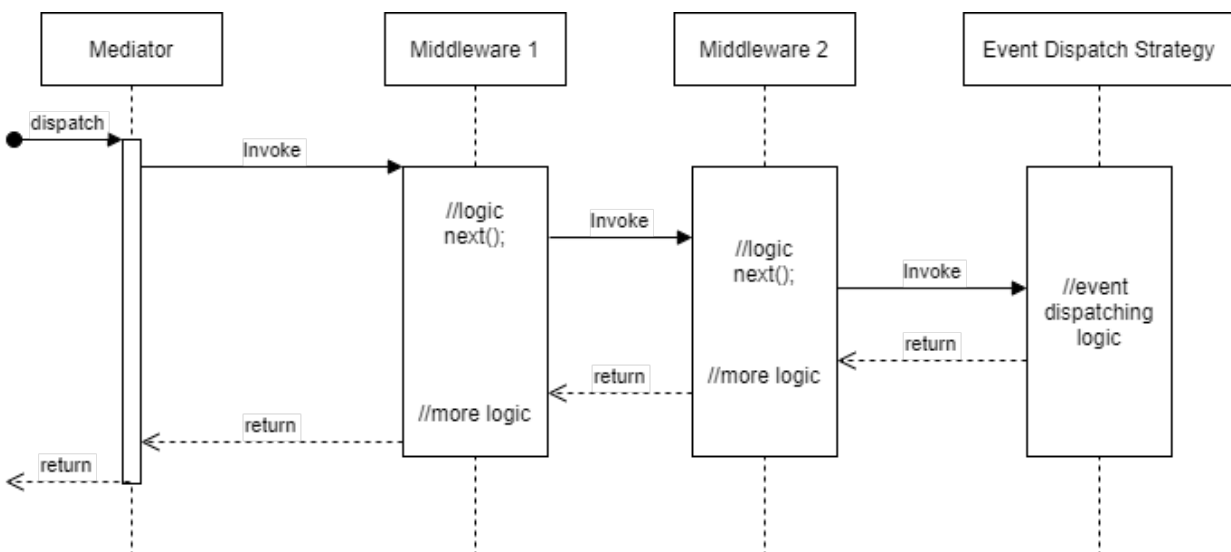 Mediator
Middleware 1
Middleware 2
Event Dispatch Strategy
dispatch
Invoke
//logic
next();
Invoke
//logic
next();
Invoke
//event
dispatching
logic
return
//more logic
return
//more logic
return
return